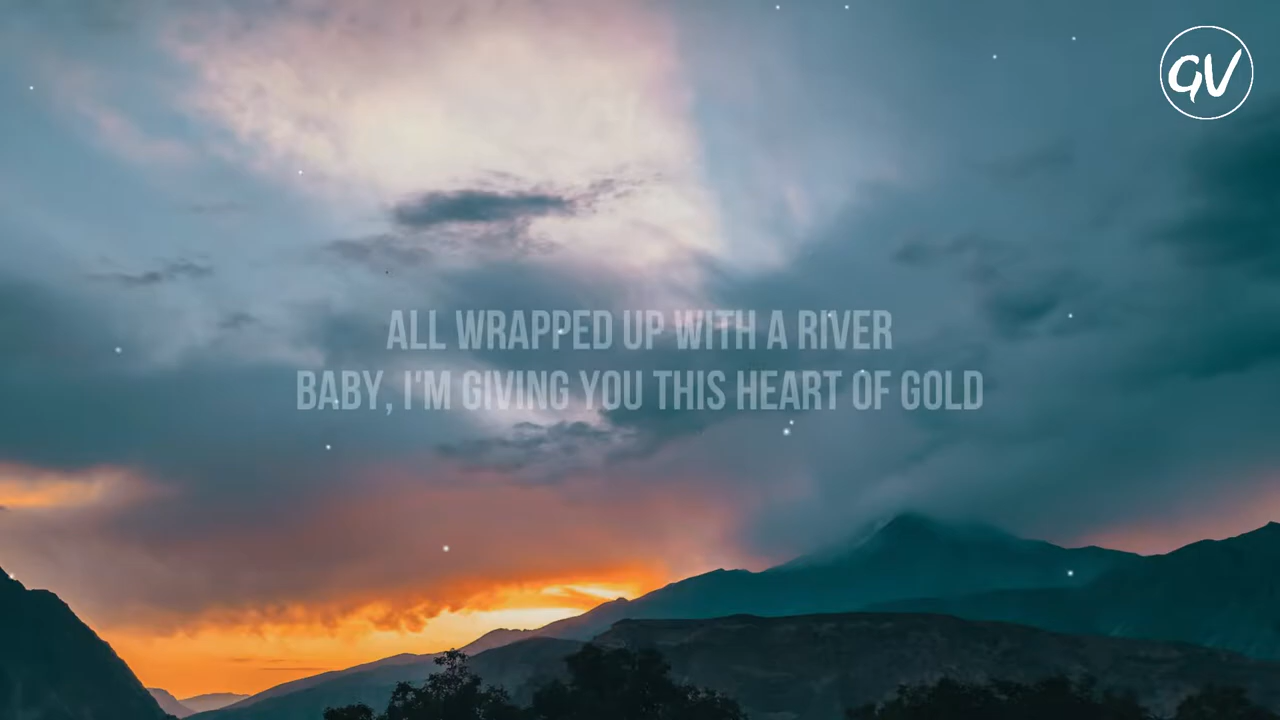 GV
ALL WRAPPED UP WITH A RIVER
BABY, I'M GIVING YOU THIS HEART OF GOLD